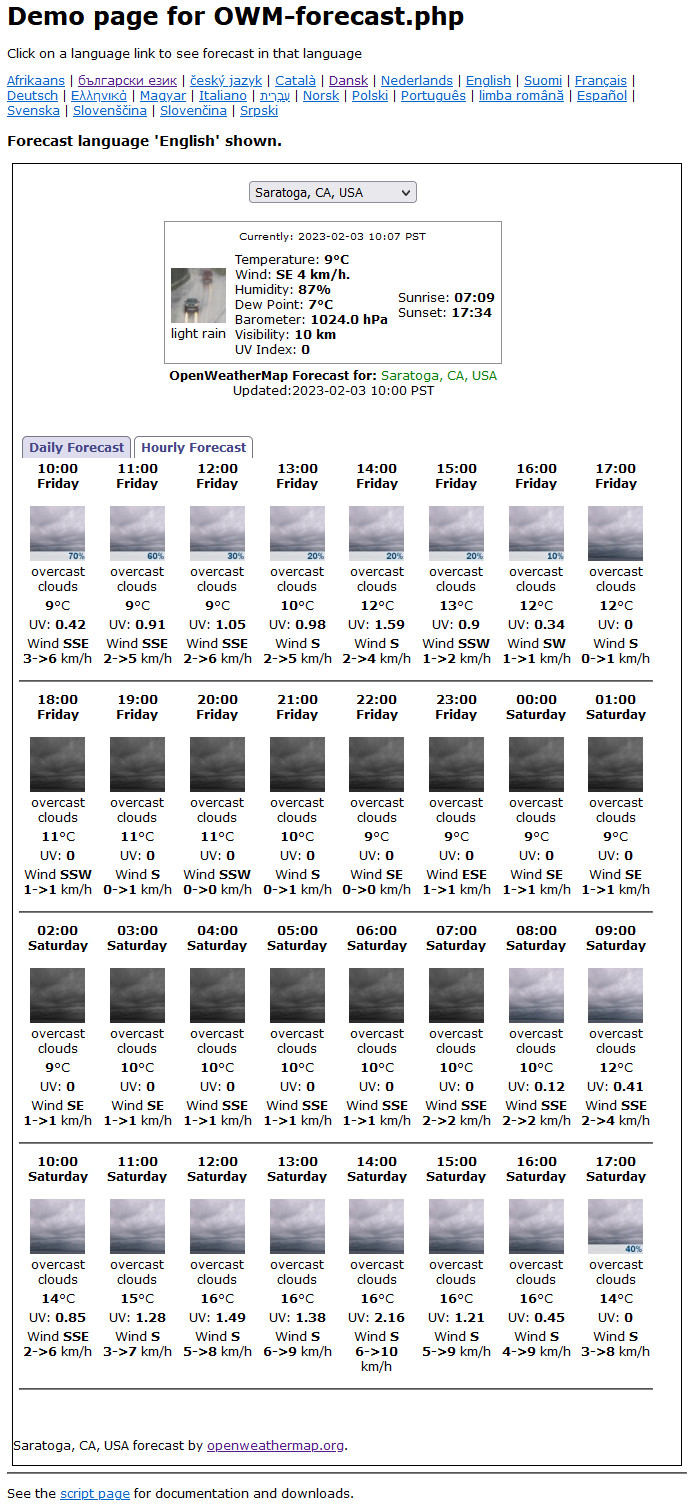 Demo page for OWM-forecast.php
Click on a language link to see forecast in that language
Afrikaans | български език | český jazyk | Català | Dansk | Nederlands | English | Suomi | Français |
Deutsch | Ελληνικά | Magyar | Italiano | עִבְרִית | Norsk | Polski | Português | limba română | Español |
Svenska | Slovenščina | Slovenčina | Srpski
Forecast language 'English' shown.
Saratoga, CA, USA
Currently: 2023-02-03 10:07 PST
Temperature: 9°C
Wind: SE 4 km/h.
Humidity: 87%
Dew Point: 7°C
Barometer: 1024.0 hPa
Visibility: 10 km
UV Index: 0
light rain
Sunrise: 07:09
Sunset: 17:34
OpenWeatherMap Forecast for: Saratoga, CA, USA
Updated:2023-02-03 10:00 PST
Daily Forecast Hourly Forecast
10:00 11:00 12:00 13:00 14:00 15:00 16:00 17:00
Friday Friday Friday Friday Friday Friday Friday Friday
70% 60% 30% 20% 20% 20% 10%
overcast overcast overcast overcast overcast overcast overcast overcast
clouds clouds clouds clouds clouds clouds clouds clouds
9°C 9°C 9°C 10°C 12°C 13°C 12°C 12°C
UV: 0.42 UV: 0.91 UV: 1.05 UV: 0.98 UV: 1.59 UV: 0.9 UV: 0.34 UV: 0
Wind SSE Wind SSE Wind SSE Wind S Wind S Wind SSW Wind SW Wind S
3->6 km/h 2->5 km/h 2->6 km/h 2->5 km/h 2->4 km/h 1->2 km/h 1->1 km/h 0->1 km/h
18:00 19:00 20:00 21:00 22:00 23:00 00:00 01:00
Friday Friday Friday Friday Friday Friday Saturday Saturday
overcast overcast overcast overcast overcast overcast overcast overcast
clouds clouds clouds clouds clouds clouds clouds clouds
11°C 11°C 11°C 10°C 9°C 9°C 9°C 9°C
UV: 0 UV: 0 UV: 0 UV: 0 UV: 0 UV: 0 UV: 0 UV: 0
Wind SSW Wind S Wind SSW Wind S Wind SE Wind ESE Wind SE Wind SE
1->1 km/h 0->1 km/h 0->0 km/h 0->1 km/h 0->0 km/h 1->1 km/h 1->1 km/h 1->1 km/h
02:00 03:00 04:00 05:00 06:00 07:00 08:00 09:00
Saturday Saturday Saturday Saturday Saturday Saturday Saturday Saturday
overcast overcast overcast overcast overcast overcast overcast overcast
clouds clouds clouds clouds clouds clouds clouds clouds
9°C 10°C 10°C 10°C 10°C 10°C 10°C 12°C
UV: 0 UV: 0 UV: 0 UV: 0 UV: 0 UV: 0 UV: 0.12 UV: 0.41
Wind SE Wind SE Wind SSE Wind SSE Wind SSE Wind SSE Wind SSE Wind SSE
1->1 km/h 1->1 km/h 1->1 km/h 1->1 km/h 1->1 km/h 2->2 km/h 2->2 km/h 2->4 km/h
10:00 11:00 12:00 13:00 14:00 15:00 16:00 17:00
Saturday Saturday Saturday Saturday Saturday Saturday Saturday Saturday
40%
overcast overcast overcast overcast overcast overcast overcast overcast
clouds clouds clouds clouds clouds clouds clouds clouds
14°C 15°C 16°C 16°C 16°C 16°C 16°C 14°C
UV: 0.85 UV: 1.28 UV: 1.49 UV: 1.38 UV: 2.16 UV: 1.21 UV: 0.45 UV: 0
Wind SSE Wind S Wind S Wind S Wind S Wind S Wind S Wind S
2->6 km/h 3->7 km/h 5->8 km/h 6->9 km/h 6->10 5->9 km/h 4->9 km/h 3->8 km/h
km/h
Saratoga, CA, USA forecast by openweathermap.org.
See the script page for documentation and downloads.